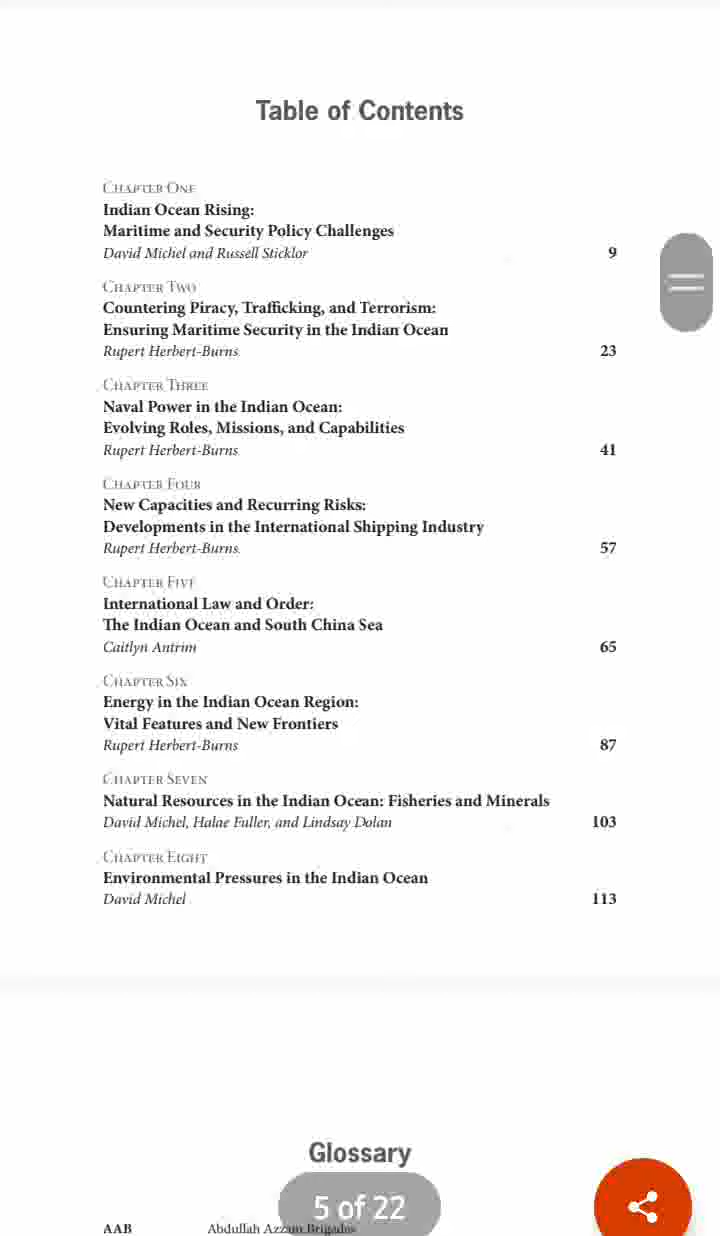 Table of Contents
Chapter One
Indian Ocean Rising:
Maritime and Security Policy Challenges
David Michel and Russell Sticklor 9
Chapter Two
Countering Piracy, Trafficking, and Terrorism:
Ensuring Maritime Security in the Indian Ocean
Rupert Herbert-Burns 23
Chapter Three
Naval Power in the Indian Ocean:
Evolving Roles, Missions, and Capabilities
Rupert Herbert-Burns 41
Chapter Four
New Capacities and Recurring Risks:
Developments in the International Shipping Industry
Rupert Herbert-Burns 57
Chapter Five
International Law and Order:
The Indian Ocean and South China Sea
Caitlyn Antrim 65
Chapter Six
Energy in the Indian Ocean Region:
Vital Features and New Frontiers
Rupert Herbert-Burns 87
Chapter Seven
Natural Resources in the Indian Ocean: Fisheries and Minerals
David Michel, Halae Fuller, and Lindsay Dolan 103
Chapter Eight
Environmental Pressures in the Indian Ocean
David Michel 113
Glossary
5 of 22
AAB Abdullah Azzam Brigades